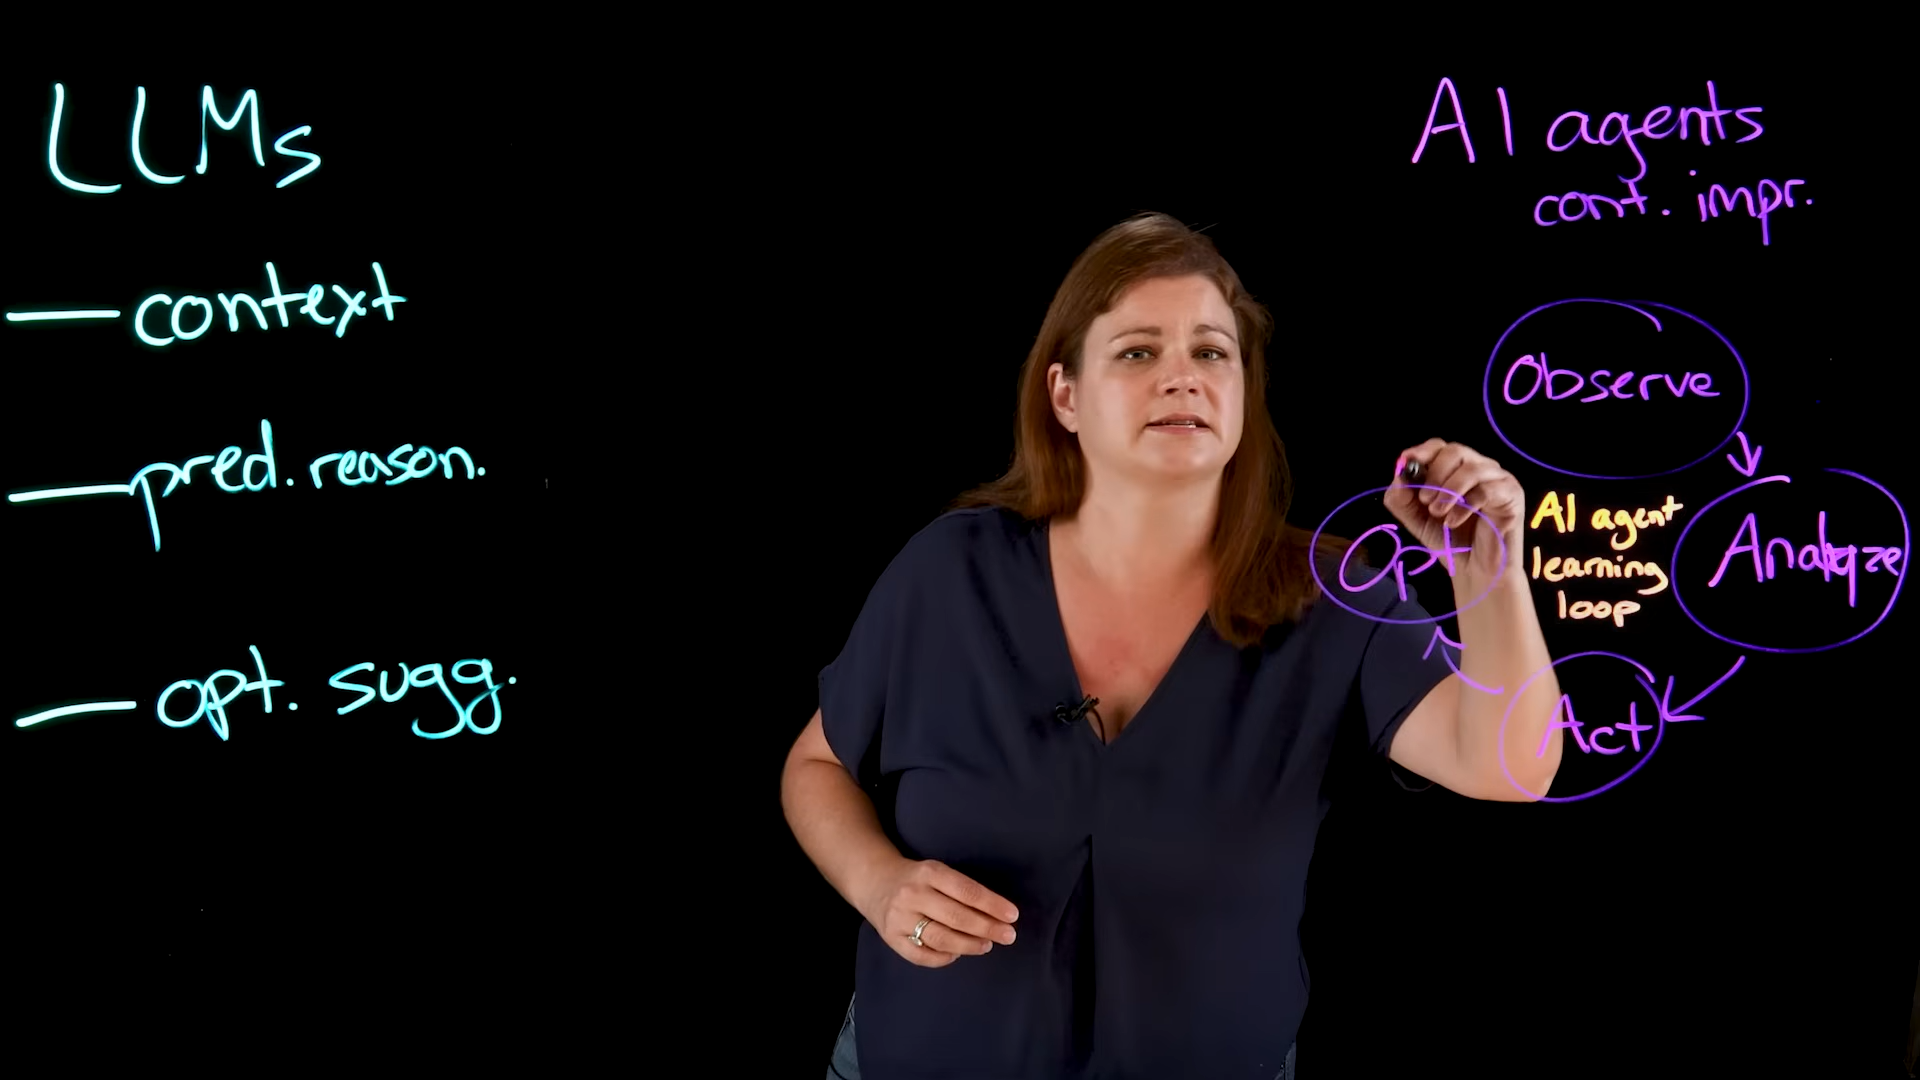 LLMs
— context
— pred. reason.
— opt. sugg.
AI agents
cont. impr.
Observe
Analyze
Act
Opt
AI agent
learning
loop